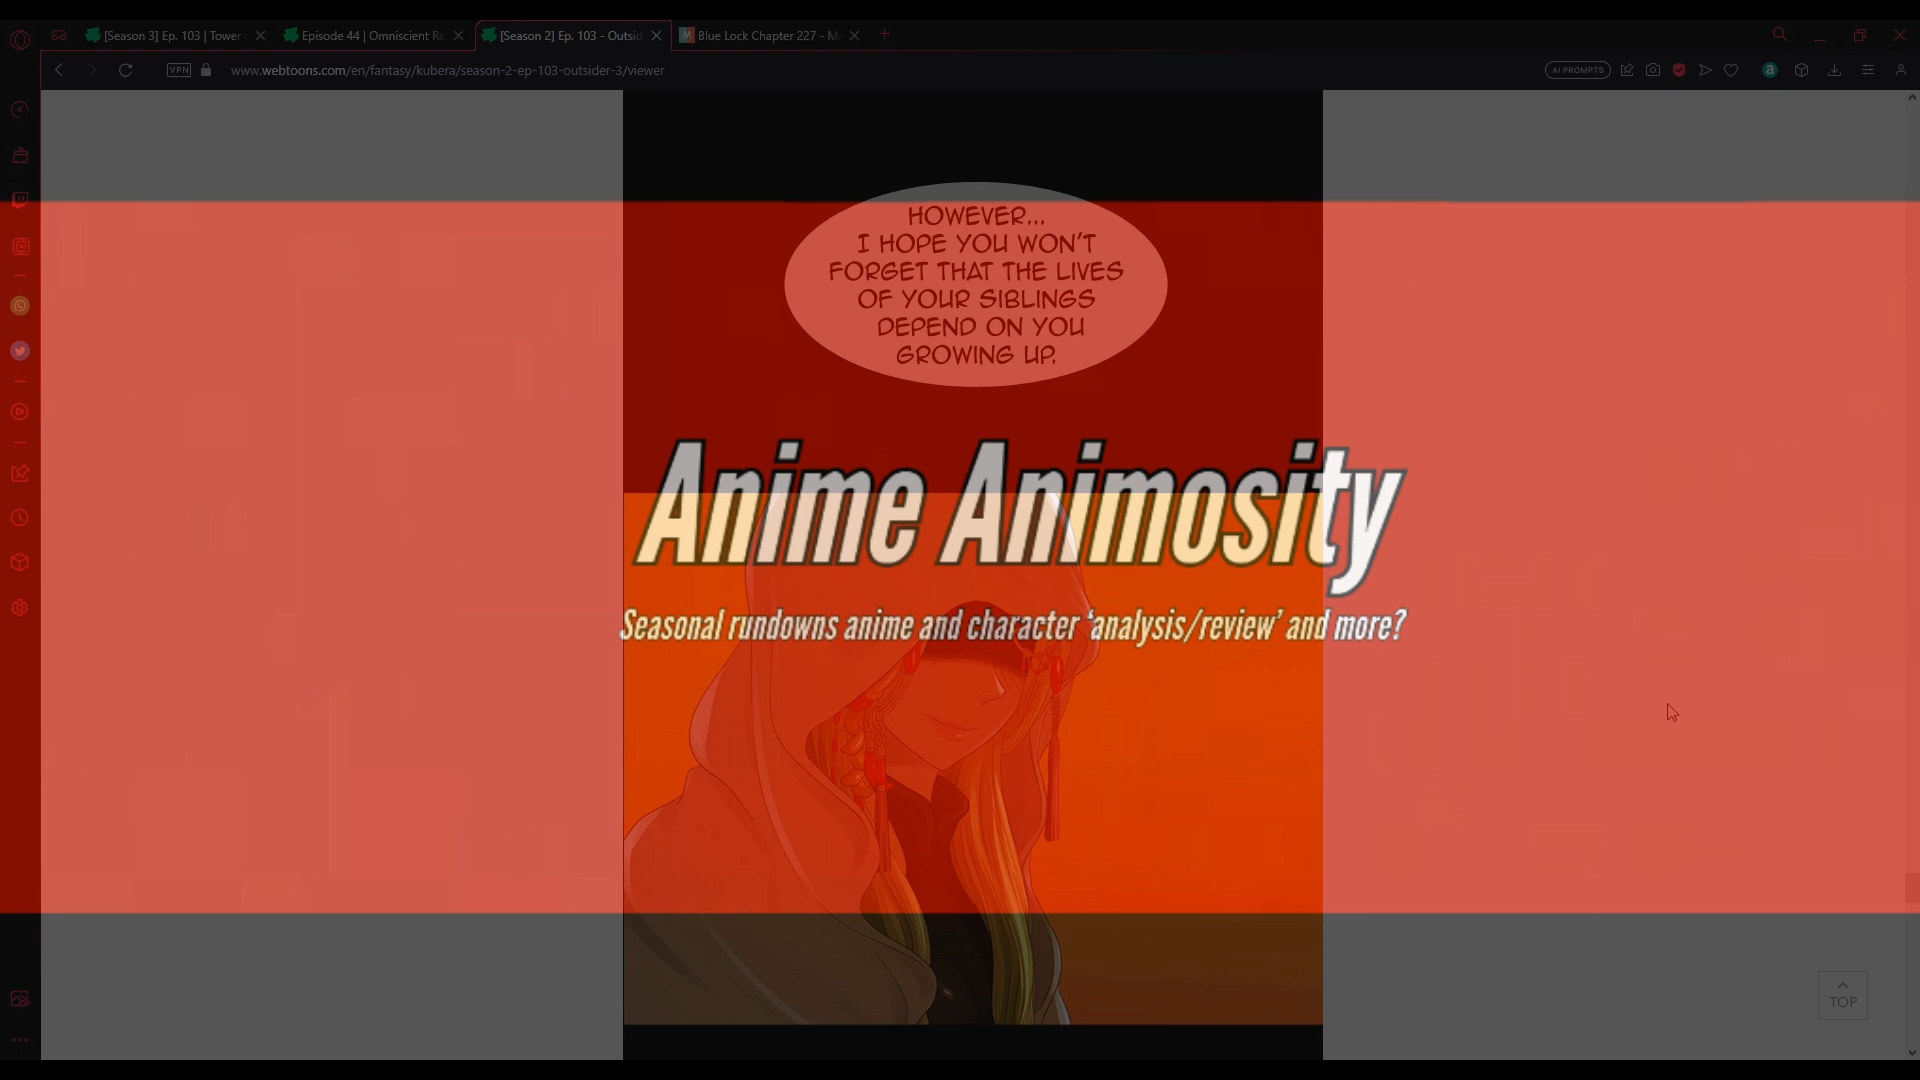 [Season 3] Ep. 103 | Tower
Episode 44 | Omniscient Re
[Season 2] Ep. 103 - Outsid
Blue Lock Chapter 227 - M
VPN
www.webtoons.com/en/fantasy/kubera/season-2-ep-103-outsider-3/viewer
AI PROMPTS
HOWEVER...
I HOPE YOU WON'T
FORGET THAT THE LIVES
OF YOUR SIBLINGS
DEPEND ON YOU
GROWING UP.
Anime Animosity
Seasonal rundowns anime and character 'analysis/review' and more?
TOP